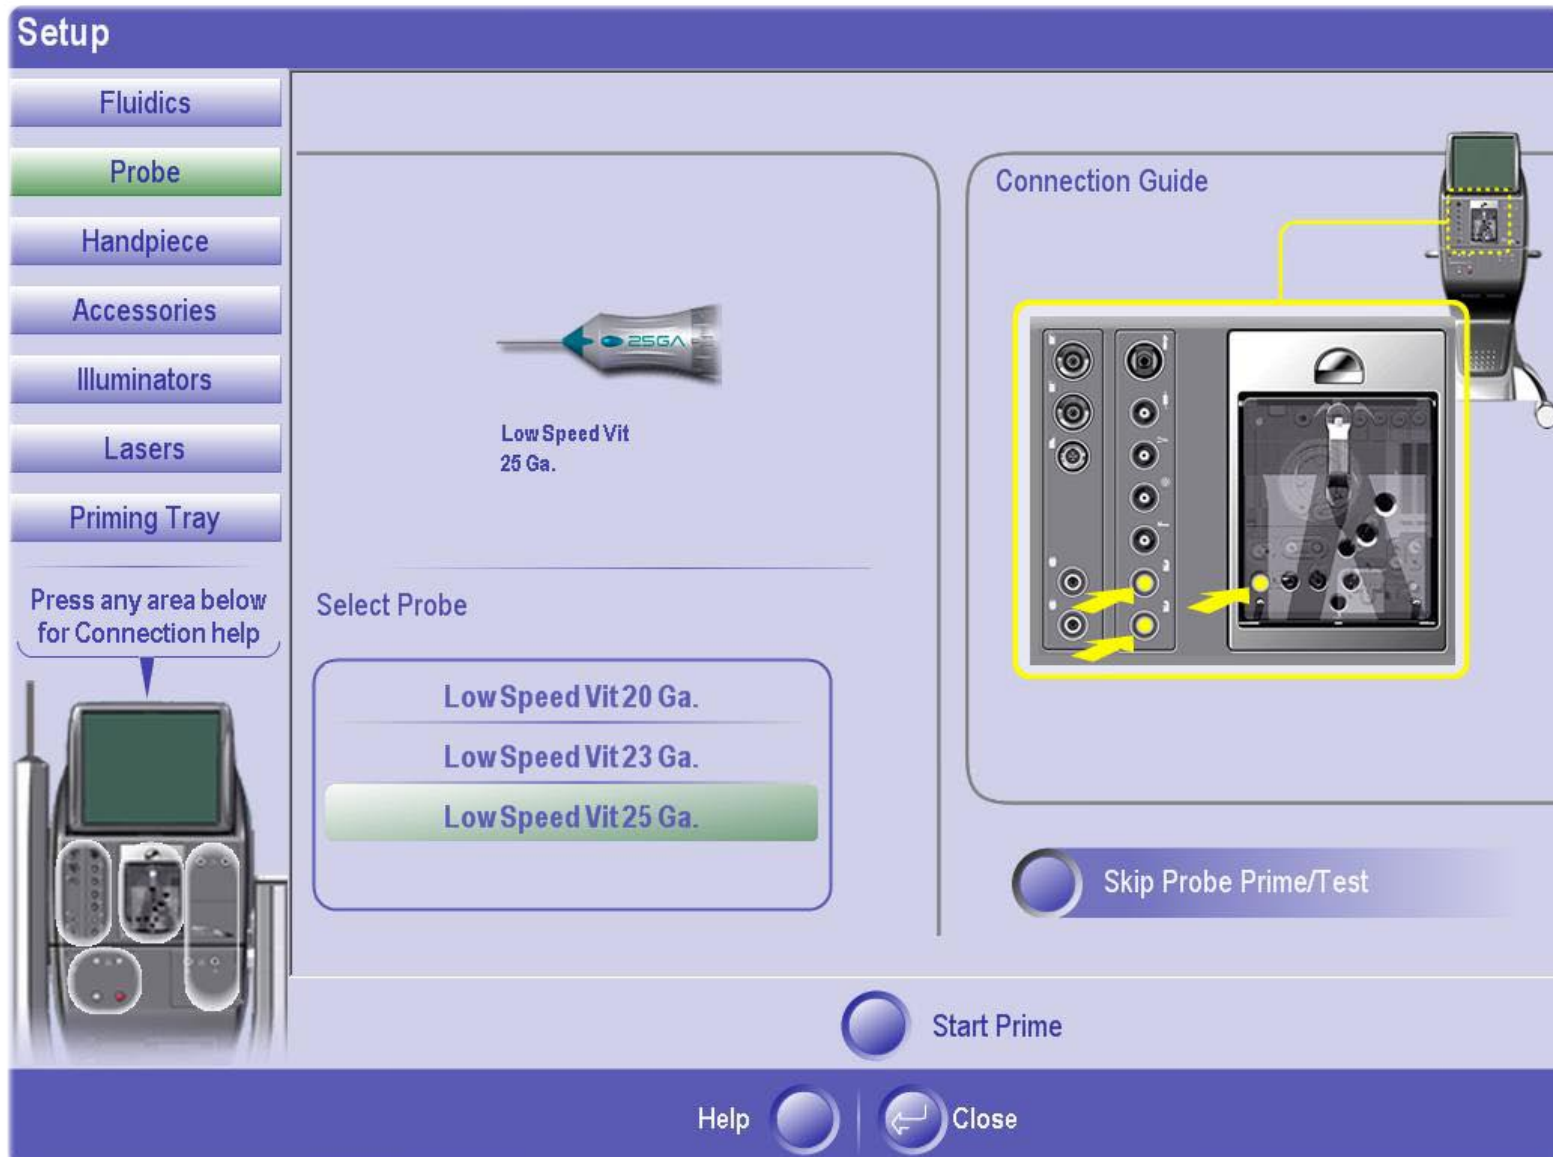 Setup
Fluidics
Probe
Handpiece
Accessories
Illuminators
Lasers
Priming Tray
Press any area below
for Connection help
25GA
Low Speed Vit
25 Ga.
Select Probe
Low Speed Vit 20 Ga.
Low Speed Vit 23 Ga.
Low Speed Vit 25 Ga.
Connection Guide
Skip Probe Prime/Test
Start Prime
Help
Close